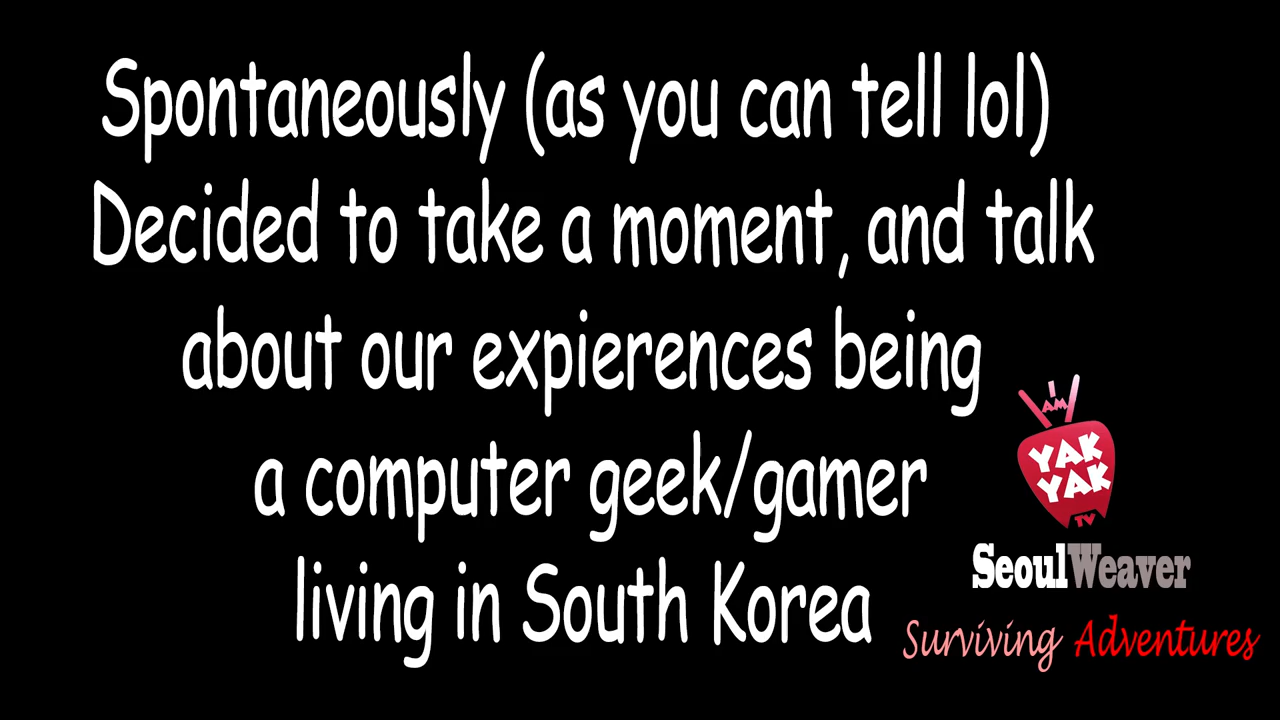 Spontaneously (as you can tell lol)
Decided to take a moment, and talk
about our expierences being
a computer geek/gamer
living in South Korea
I AM
YAK
YAK
TV
SeoulWeaver
Surviving Adventures